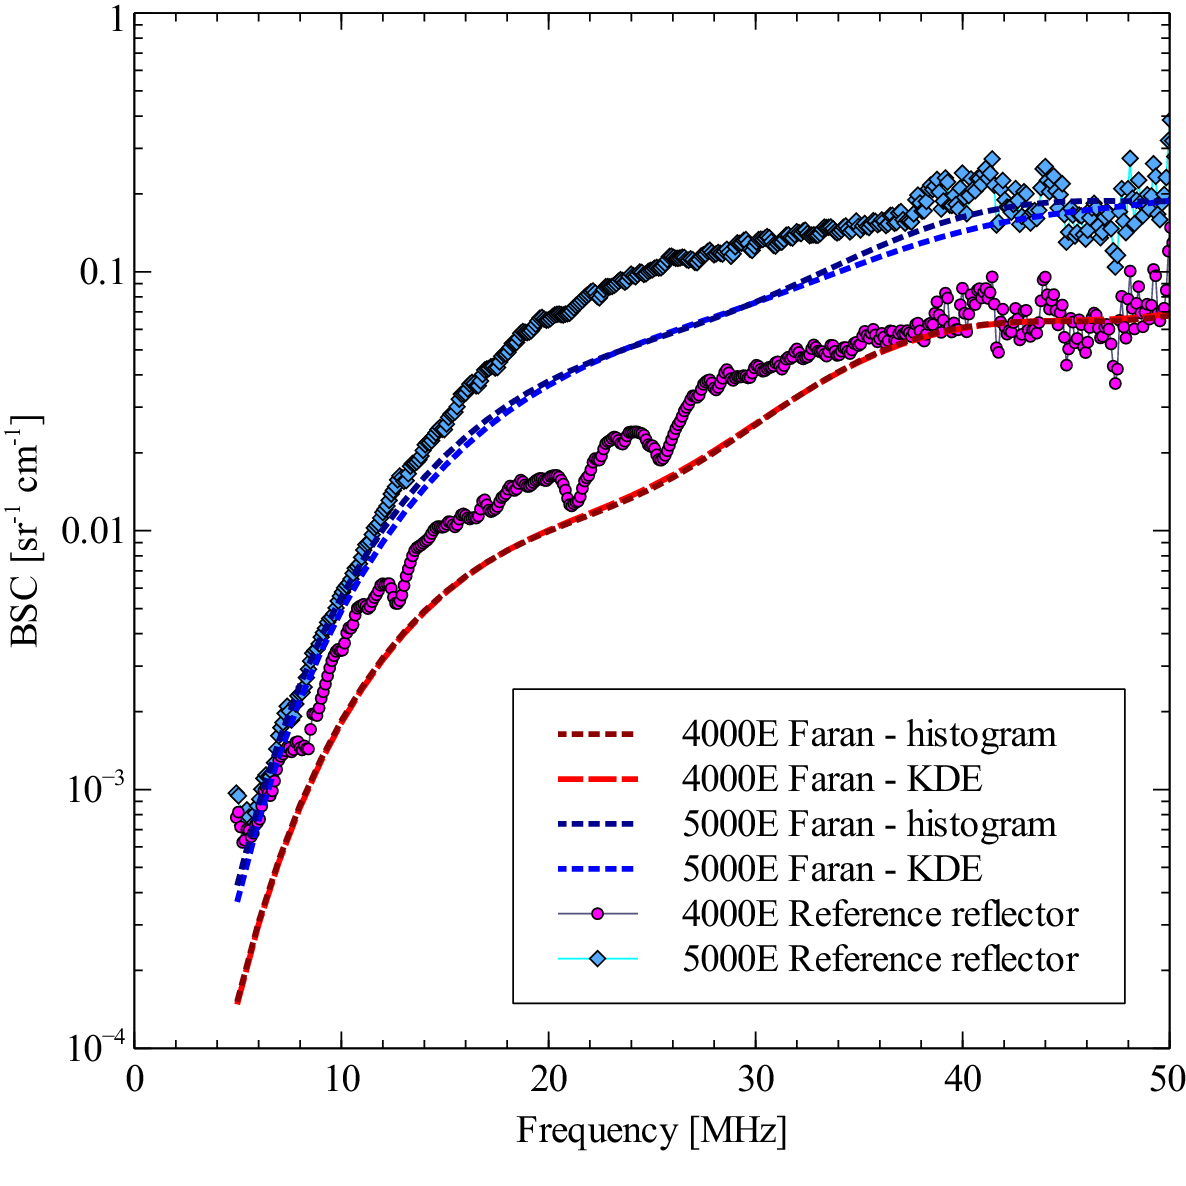 1
0.1
0.01
10⁻³
10⁻⁴
BSC [sr⁻¹ cm⁻¹]
4000E Faran - histogram
4000E Faran - KDE
5000E Faran - histogram
5000E Faran - KDE
4000E Reference reflector
5000E Reference reflector
0 10 20 30 40 50
Frequency [MHz]